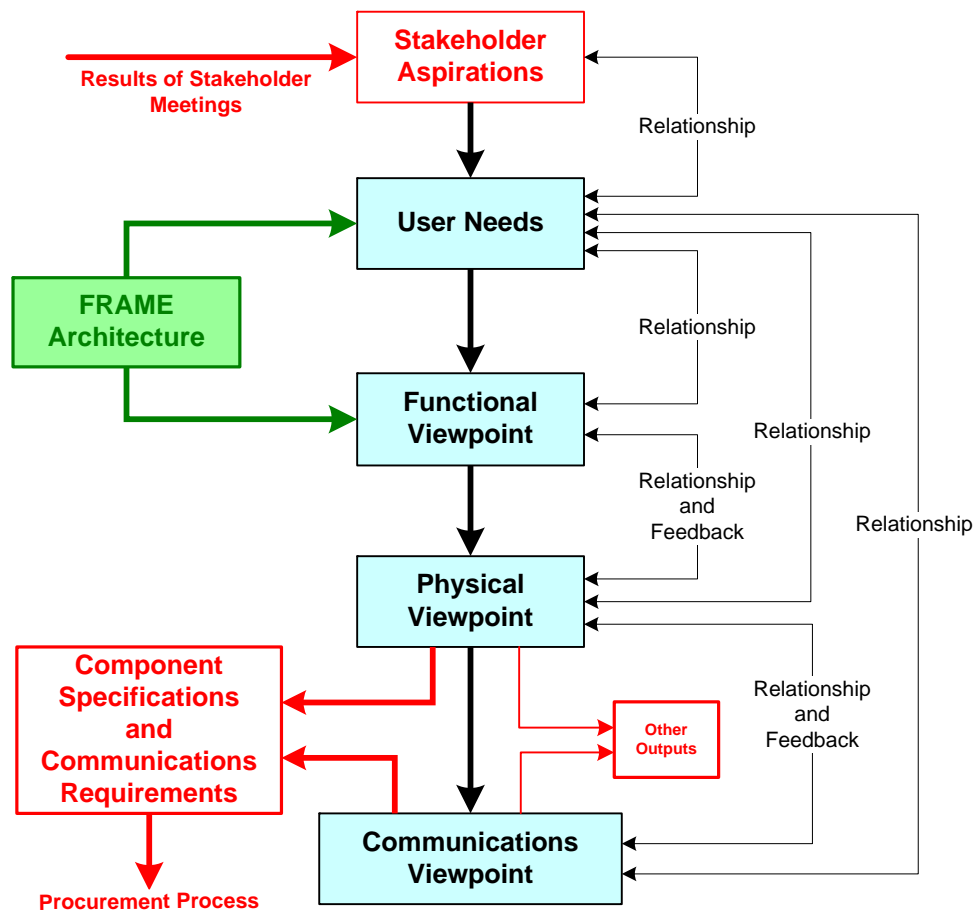 Stakeholder
Aspirations
Results of Stakeholder
Meetings
Relationship
User Needs
FRAME
Architecture
Relationship
Functional
Viewpoint
Relationship
Relationship
and
Feedback
Relationship
Physical
Viewpoint
Component
Specifications
and
Communications
Requirements
Relationship
and
Feedback
Other
Outputs
Communications
Viewpoint
Procurement Process